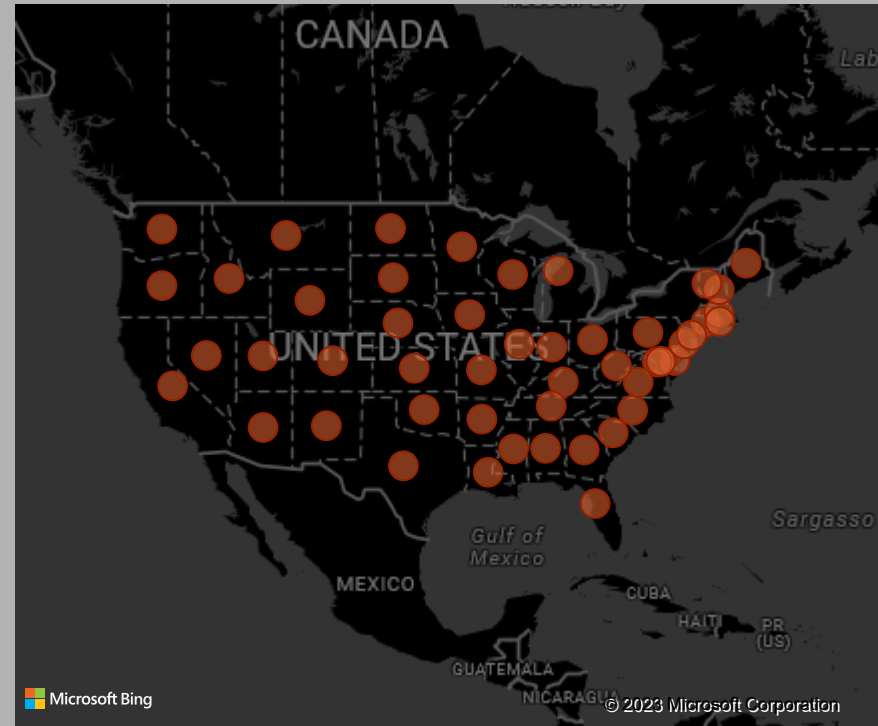 CANADA
Lab
UNITED STATES
Gulf of
Mexico
Sargasso
MEXICO
CUBA
HAITI
PR
(US)
GUATEMALA
NICARAGUA
Microsoft Bing
© 2023 Microsoft Corporation